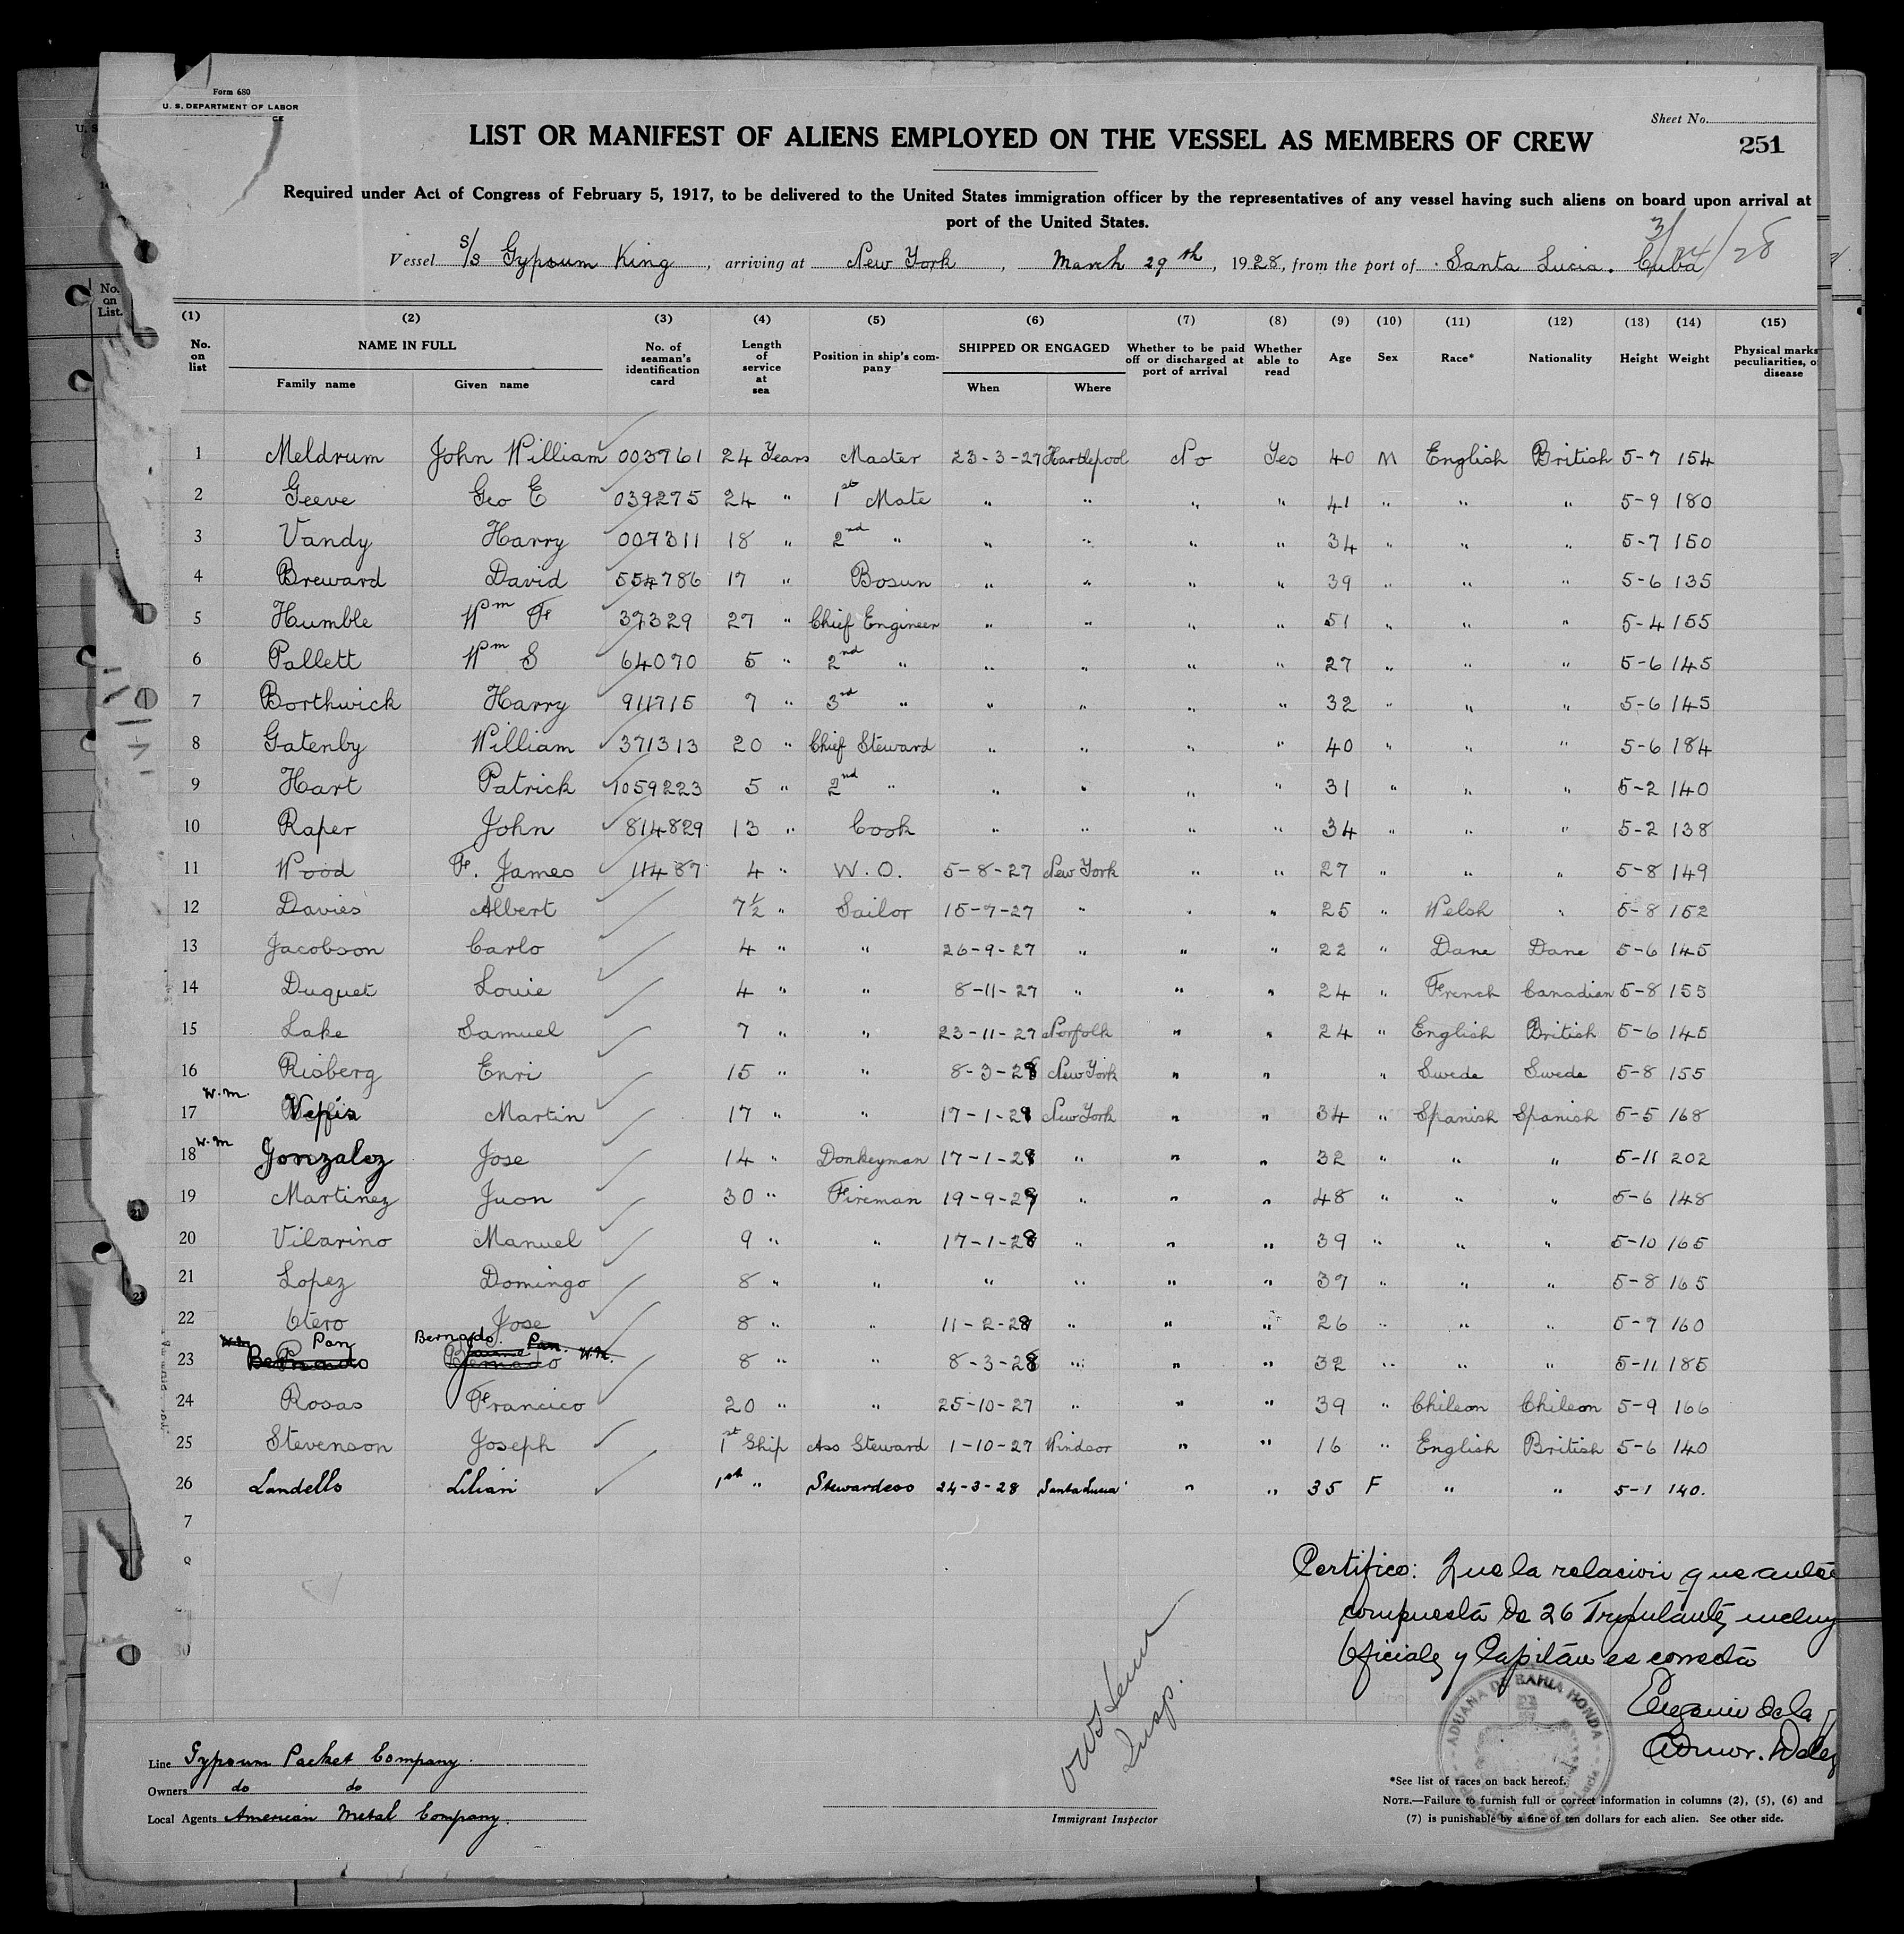 Form 680
U. S. DEPARTMENT OF LABOR
Sheet No.
LIST OR MANIFEST OF ALIENS EMPLOYED ON THE VESSEL AS MEMBERS OF CREW
251
Required under Act of Congress of February 5, 1917, to be delivered to the United States immigration officer by the representatives of any vessel having such aliens on board upon arrival at
port of the United States.
Vessel S/S Gypsum King, arriving at New York, March 29th, 1928, from the port of Santa Lucia. Cuba
(1) (2) (3) (4) (5) (6) (7) (8) (9) (10) (11) (12) (13) (14) (15)
No. on list NAME IN FULL Family name Given name No. of seaman's identification card Length of service at sea Position in ship's company SHIPPED OR ENGAGED When Where Whether to be paid off or discharged at port of arrival Whether able to read Age Sex Race* Nationality Height Weight Physical marks peculiarities, o disease
1 Meldrum John William 003761 24 Years Master 23-3-27 Hartlepool No Yes 40 M English British 5-7 154
2 Geeve Geo E 039275 24 " 1st Mate " " " " 41 " " " 5-9 180
3 Vandy Harry 007311 18 " 2nd " " " " " 34 " " " 5-7 150
4 Breward David 554786 17 " Bosun " " " " 39 " " " 5-6 135
5 Humble Wm F 37329 27 " Chief Engineer " " " " 51 " " " 5-4 155
6 Pallett Wm S 64070 5 " 2nd " " " " " 27 " " " 5-6 145
7 Borthwick Harry 911715 7 " 3rd " " " " " 32 " " " 5-6 145
8 Gatenby William 371313 20 " Chief Steward " " " " 40 " " " 5-6 184
9 Hart Patrick 1059223 5 " 2nd " " " " " 31 " " " 5-2 140
10 Raper John 814829 13 " Cook " " " " 34 " " " 5-2 138
11 Wood F. James 11487 4 " W.O. 5-8-27 New York " " 27 " " " 5-8 149
12 Davies Albert 7½ " Sailor 15-7-27 " " " 25 " Welsh " 5-8 152
13 Jacobson Carlo 4 " " 26-9-27 " " " 22 " Dane Dane 5-6 145
14 Duquet Louie 4 " " 8-11-27 " " " 24 " French Canadian 5-8 155
15 Lake Samuel 7 " " 23-11-27 Norfolk " " 24 " English British 5-6 145
16 Risberg Enri 15 " " 8-3-28 New York " " " Swede Swede 5-8 155
W.M.
17 Martin 17 " " 17-1-28 New York " " 34 " Spanish Spanish 5-5 168
W.M
18 Gonzalez Jose 14 " Donkeyman 17-1-28 " " " 32 " " " 5-11 202
19 Martinez Juon 30 " Fireman 19-9-27 " " " 48 " " " 5-6 148
20 Vilarino Manuel 9 " " 17-1-28 " " " 39 " " " 5-10 165
21 Lopez Domingo 8 " " " " " " 37 " " " 5-8 165
22 Otero Jose 8 " " 11-2-28 " " " 26 " " " 5-7 160
W.M Pan Bernado Pan. W.M.
23 Bernado 8 " " 8-3-28 " " " 32 " " " 5-11 185
24 Rosas Francico 20 " " 25-10-27 " " " 39 " Chilean Chilean 5-9 166
25 Stevenson Joseph 1st Ship Ass Steward 1-10-27 Windsor " " 16 " English British 5-6 140
26 Landells Lilian 1st " Stewardess 24-3-28 Santa Lucia " " 35 F " " 5-1 140.
7
8
30
Certifico: Que la relacion que ante
compuesta de 26 Tripulantes incluy
Oficiales y Capitan es correcta
Eugenio de la
ADUANA DE BAHIA HONDA
Line Gypsum Packet Company.
Owners do do
Local Agents American Metal Company.
Insp.
Immigrant Inspector
*See list of races on back hereof.
NOTE.—Failure to furnish full or correct information in columns (2), (5), (6) and
(7) is punishable by a fine of ten dollars for each alien. See other side.